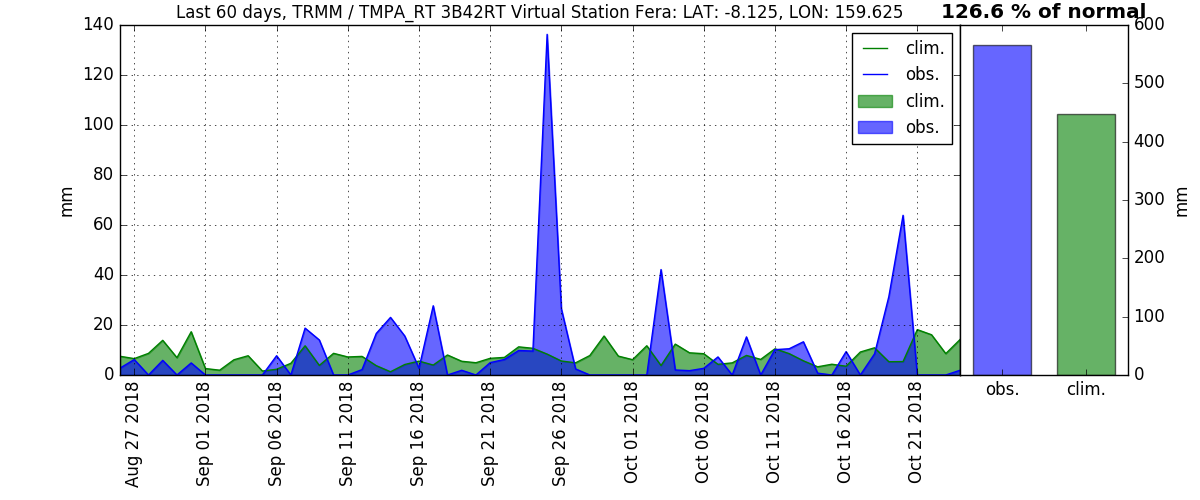 Last 60 days, TRMM / TMPA_RT 3B42RT Virtual Station Fera: LAT: -8.125, LON: 159.625
126.6 % of normal
140
120
100
80
60
40
20
0
mm
clim.
obs.
clim.
obs.
600
500
400
300
200
100
0
mm
Aug 27 2018
Sep 01 2018
Sep 06 2018
Sep 11 2018
Sep 16 2018
Sep 21 2018
Sep 26 2018
Oct 01 2018
Oct 06 2018
Oct 11 2018
Oct 16 2018
Oct 21 2018
obs.
clim.